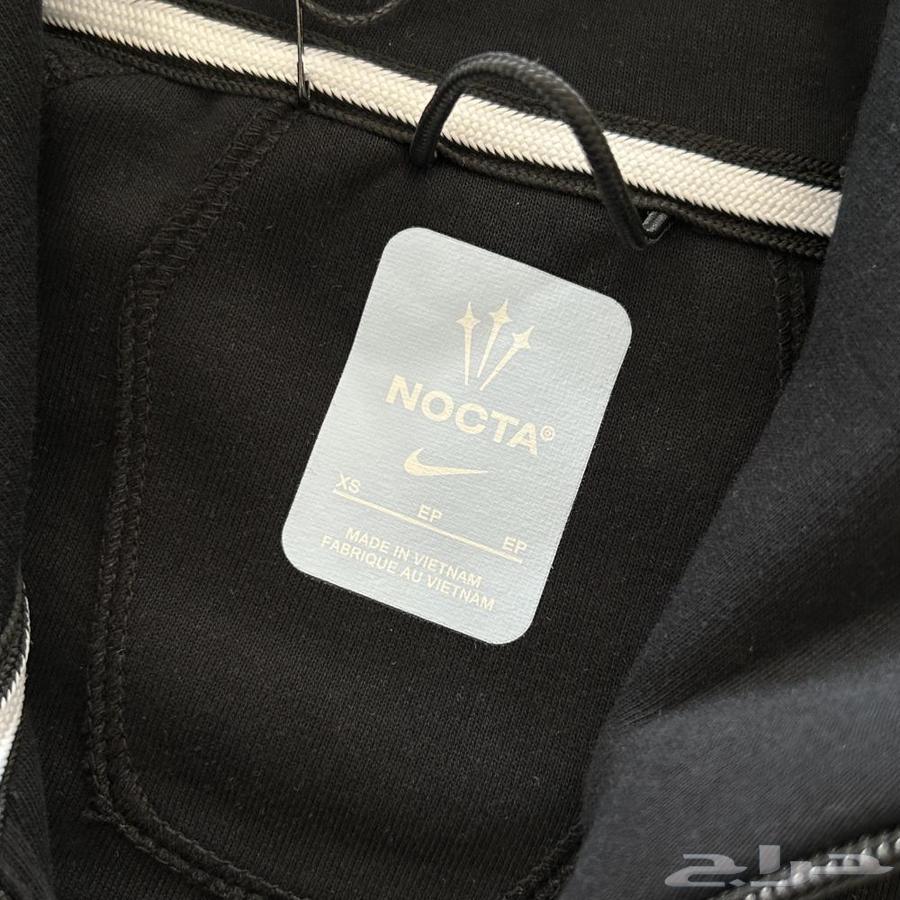 NOCTA®
XS
EP
EP
MADE IN VIETNAM
FABRIQUE AU VIETNAM
حراج